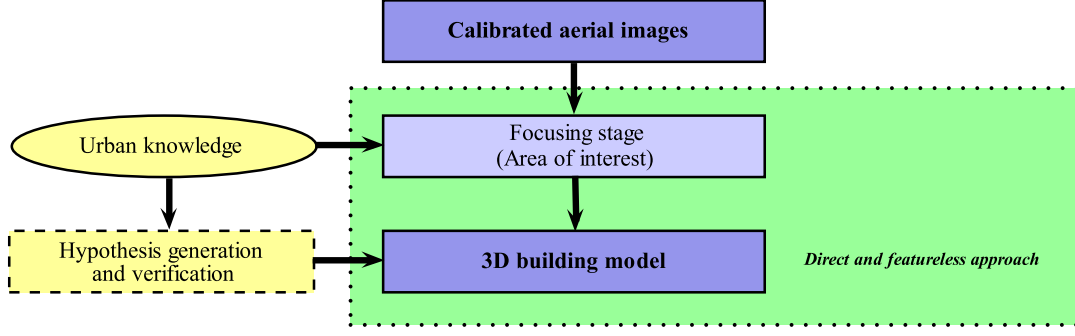 Calibrated aerial images
Urban knowledge
Focusing stage
(Area of interest)
Hypothesis generation
and verification
3D building model
Direct and featureless approach